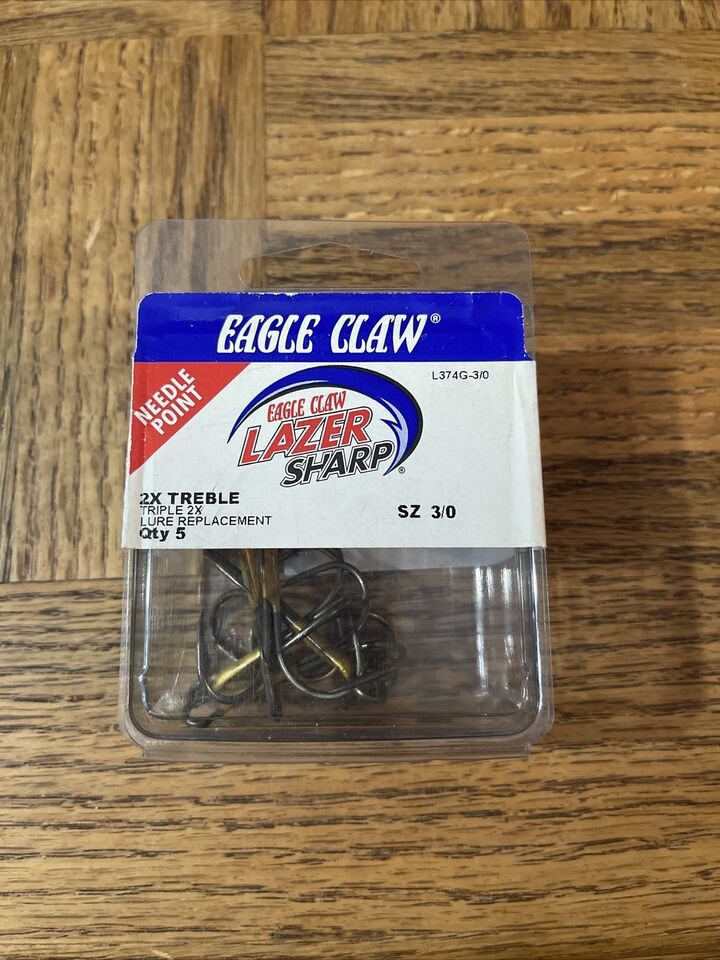 EAGLE CLAW®
L374G-3/0
NEEDLE
POINT
EAGLE CLAW
LAZER
SHARP®
2X TREBLE
TRIPLE 2X
LURE REPLACEMENT
Qty 5
SZ 3/0